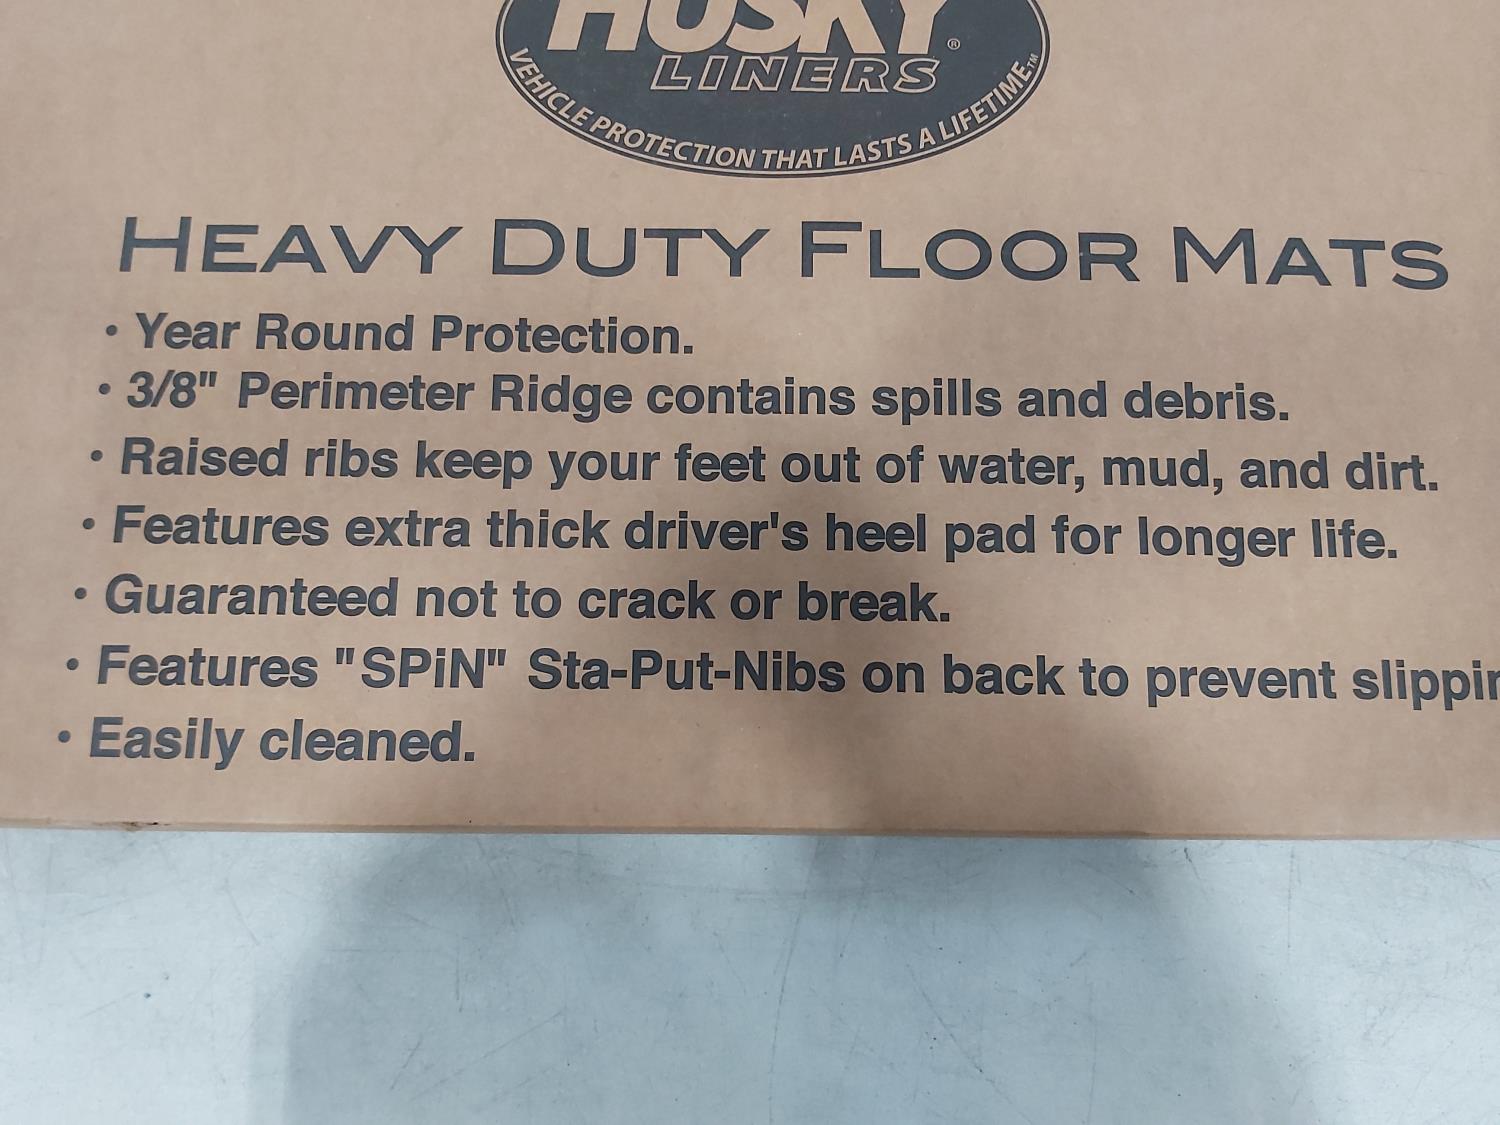 HUSKY®
LINERS
VEHICLE PROTECTION THAT LASTS A LIFETIME™
HEAVY DUTY FLOOR MATS
• Year Round Protection.
• 3/8" Perimeter Ridge contains spills and debris.
• Raised ribs keep your feet out of water, mud, and dirt.
• Features extra thick driver's heel pad for longer life.
• Guaranteed not to crack or break.
• Features "SPiN" Sta-Put-Nibs on back to prevent slippin
• Easily cleaned.